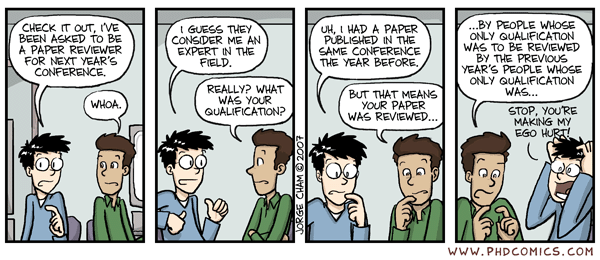 CHECK IT OUT, I'VE
BEEN ASKED TO BE
A PAPER REVIEWER
FOR NEXT YEAR'S
CONFERENCE.
WHOA.
I GUESS THEY
CONSIDER ME AN
EXPERT IN THE
FIELD.
REALLY? WHAT
WAS YOUR
QUALIFICATION?
JORGE CHAM © 2007
UH, I HAD A PAPER
PUBLISHED IN THE
SAME CONFERENCE
THE YEAR BEFORE.
BUT THAT MEANS
YOUR PAPER
WAS REVIEWED...
...BY PEOPLE WHOSE
ONLY QUALIFICATION
WAS TO BE REVIEWED
BY THE PREVIOUS
YEAR'S PEOPLE WHOSE
ONLY QUALIFICATION
WAS...
STOP, YOU'RE
MAKING MY
EGO HURT!
WWW.PHDCOMICS.COM